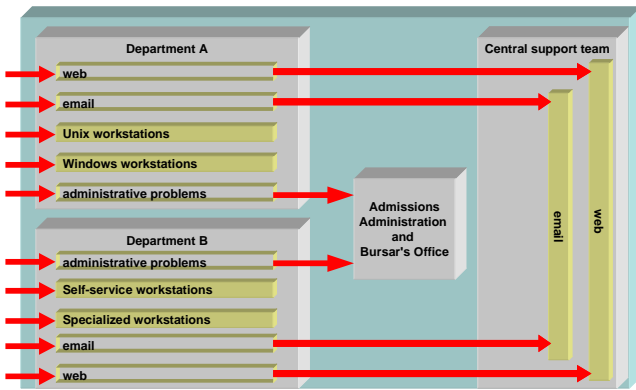 Department A
web
email
Unix workstations
Windows workstations
administrative problems
Department B
administrative problems
Self-service workstations
Specialized workstations
email
web
Admissions
Administration
and
Bursar's Office
Central support team
email
web